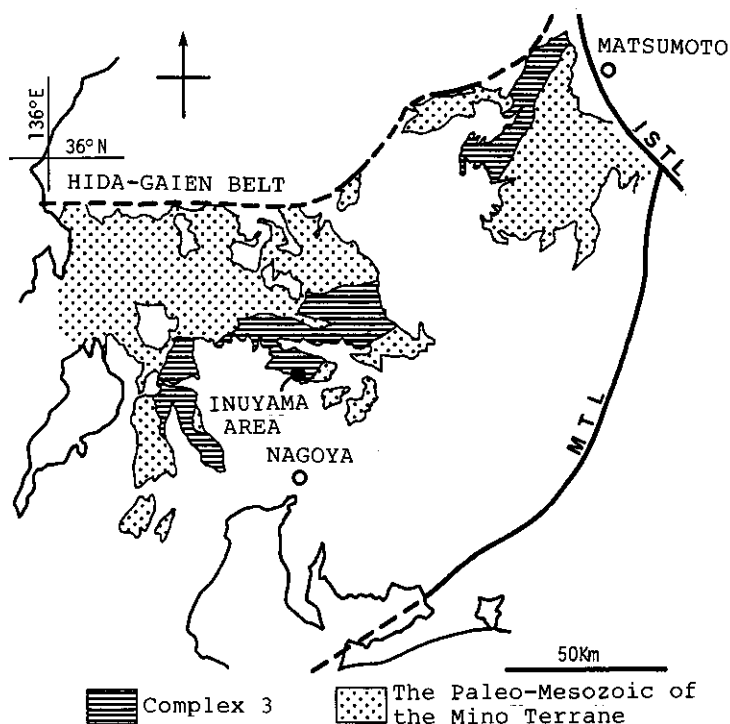 MATSUMOTO
136°E
36°N
ISTL
HIDA-GAIEN BELT
INUYAMA
AREA
NAGOYA
MTL
50Km
Complex 3
The Paleo-Mesozoic of
the Mino Terrane